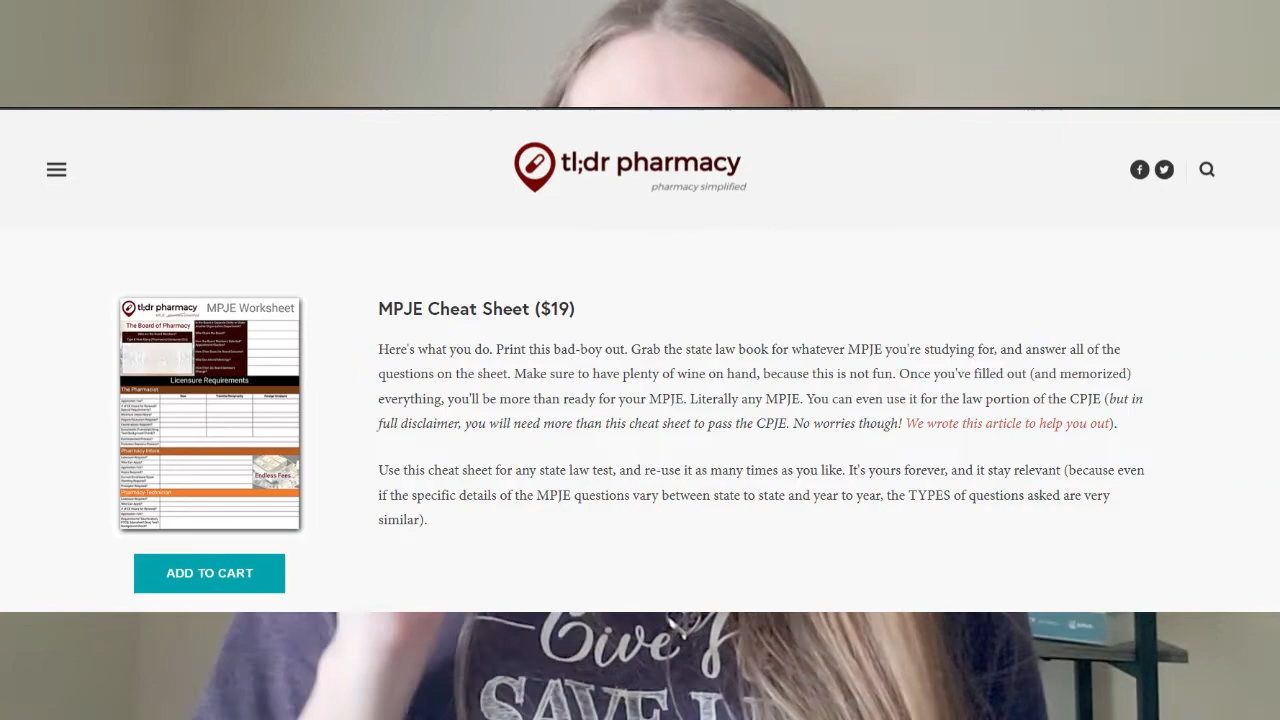 tl;dr pharmacy
pharmacy simplified
tl;dr pharmacy MPJE Worksheet
The Board of Pharmacy
Licensure Requirements
The Pharmacist
Pharmacy Intern
Endless Fees...
Pharmacy Technician
ADD TO CART
MPJE Cheat Sheet ($19)
Here's what you do. Print this bad-boy out, grab the state law book for whatever MPJE you're studying for, and answer all of the
questions on the sheet. Make sure to have plenty of wine on hand, because this is not fun. Once you've filled out (and memorized)
everything, you'll be more than ready for your MPJE. Literally any MPJE. You can even use it for the law portion of the CPJE (but in
full disclaimer, you will need more than this cheat sheet to pass the CPJE. No worries though! We wrote this guide to help you out).
Use this cheat sheet for any state law test, and re-use it as many times as you like. It's yours forever, and it stays relevant (because even
if the specific details of the MPJE questions vary between state to state and year to year, the TYPES of questions asked are very
similar).
Give
SAVE